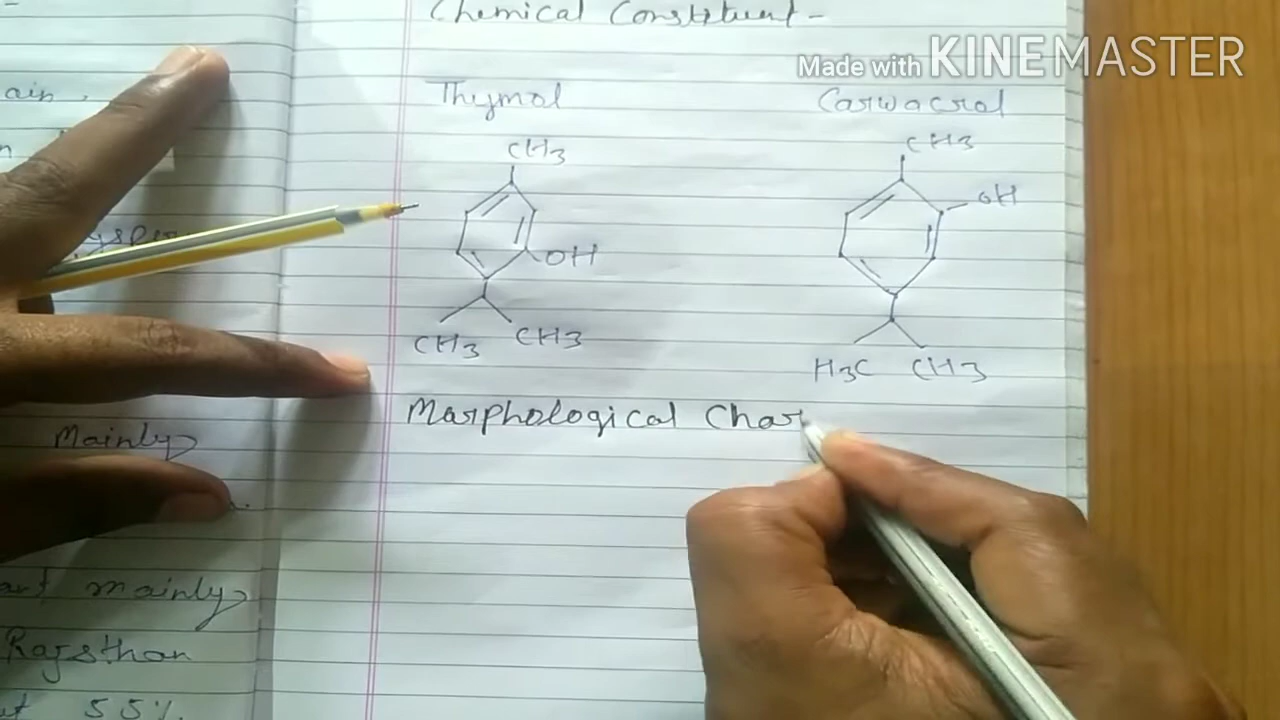 Chemical Constituent -
Made with KINEMASTER
Thymol
Carwacrol
CH3
CH3
OH
OH
CH3
CH3
H3C
CH3
Marphological Char
ain.
Mainly
mainly
Rajsthan
55%.